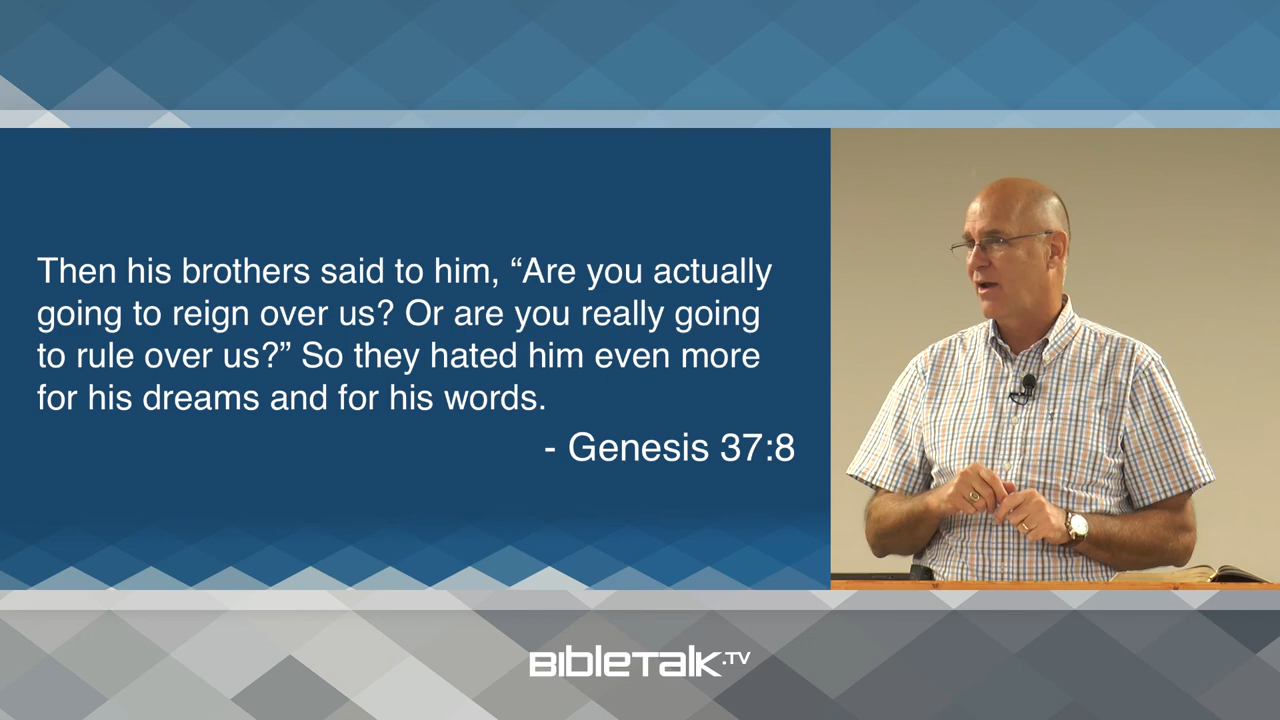 Then his brothers said to him, “Are you actually
going to reign over us? Or are you really going
to rule over us?” So they hated him even more
for his dreams and for his words.
- Genesis 37:8
BIBLETALK.TV